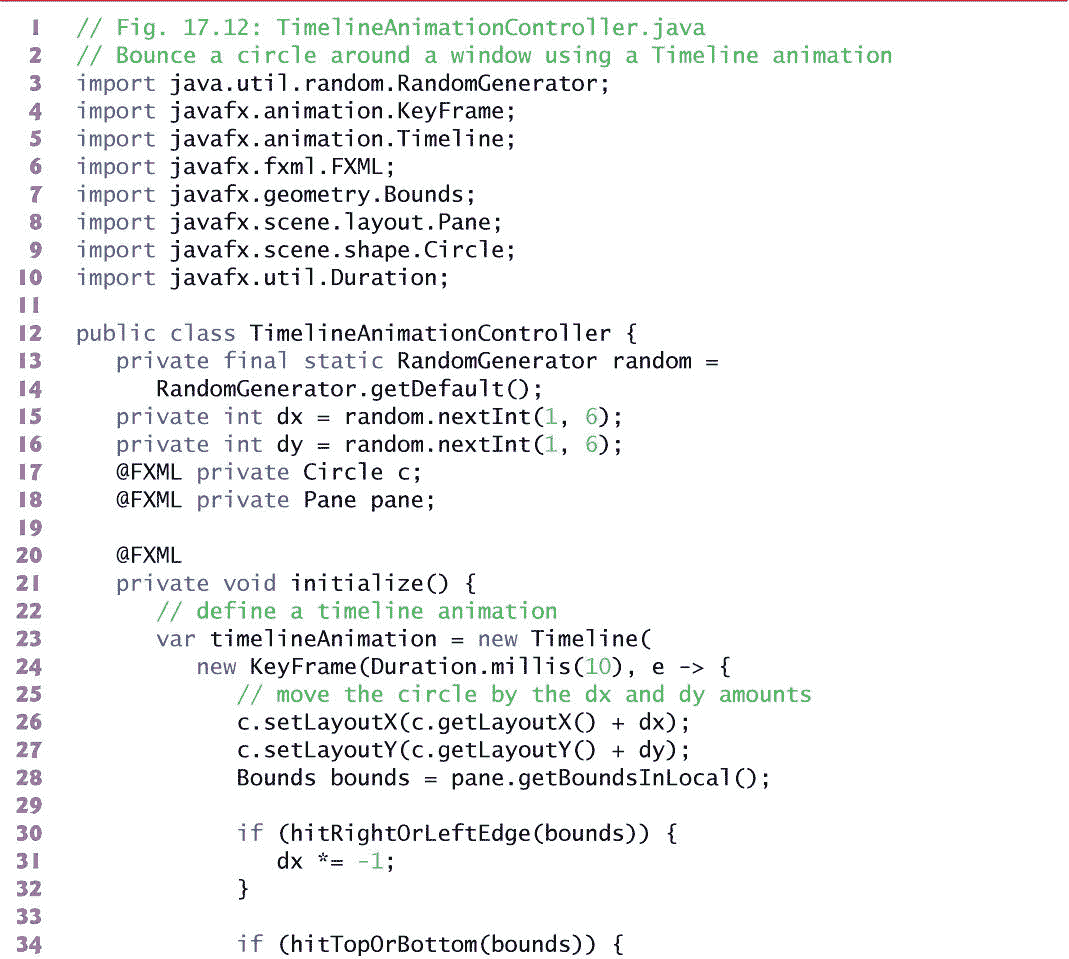 1 // Fig. 17.12: TimelineAnimationController.java
2 // Bounce a circle around a window using a Timeline animation
3 import java.util.random.RandomGenerator;
4 import javafx.animation.KeyFrame;
5 import javafx.animation.Timeline;
6 import javafx.fxml.FXML;
7 import javafx.geometry.Bounds;
8 import javafx.scene.layout.Pane;
9 import javafx.scene.shape.Circle;
10 import javafx.util.Duration;
11
12 public class TimelineAnimationController {
13    private final static RandomGenerator random =
14       RandomGenerator.getDefault();
15    private int dx = random.nextInt(1, 6);
16    private int dy = random.nextInt(1, 6);
17    @FXML private Circle c;
18    @FXML private Pane pane;
19
20    @FXML
21    private void initialize() {
22       // define a timeline animation
23       var timelineAnimation = new Timeline(
24          new KeyFrame(Duration.millis(10), e -> {
25             // move the circle by the dx and dy amounts
26             c.setLayoutX(c.getLayoutX() + dx);
27             c.setLayoutY(c.getLayoutY() + dy);
28             Bounds bounds = pane.getBoundsInLocal();
29
30             if (hitRightOrLeftEdge(bounds)) {
31                dx *= -1;
32             }
33
34             if (hitTopOrBottom(bounds)) {